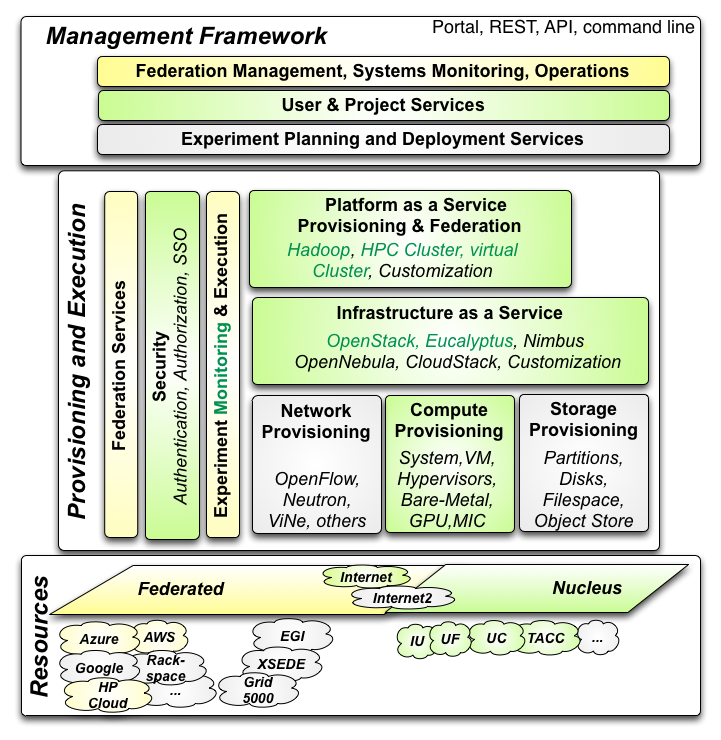 Management Framework
Portal, REST, API, command line
Federation Management, Systems Monitoring, Operations
User & Project Services
Experiment Planning and Deployment Services
Provisioning and Execution
Federation Services
Security
Authentication, Authorization, SSO
Experiment Monitoring & Execution
Platform as a Service
Provisioning & Federation
Hadoop, HPC Cluster, virtual
Cluster, Customization
Infrastructure as a Service
OpenStack, Eucalyptus, Nimbus
OpenNebula, CloudStack, Customization
Network
Provisioning
OpenFlow,
Neutron,
ViNe, others
Compute
Provisioning
System,VM,
Hypervisors,
Bare-Metal,
GPU,MIC
Storage
Provisioning
Partitions,
Disks,
Filespace,
Object Store
Resources
Federated
Internet
Internet2
Nucleus
Azure
AWS
Google
Rack-
space
HP
Cloud
...
EGI
XSEDE
Grid
5000
IU
UF
UC
TACC
...